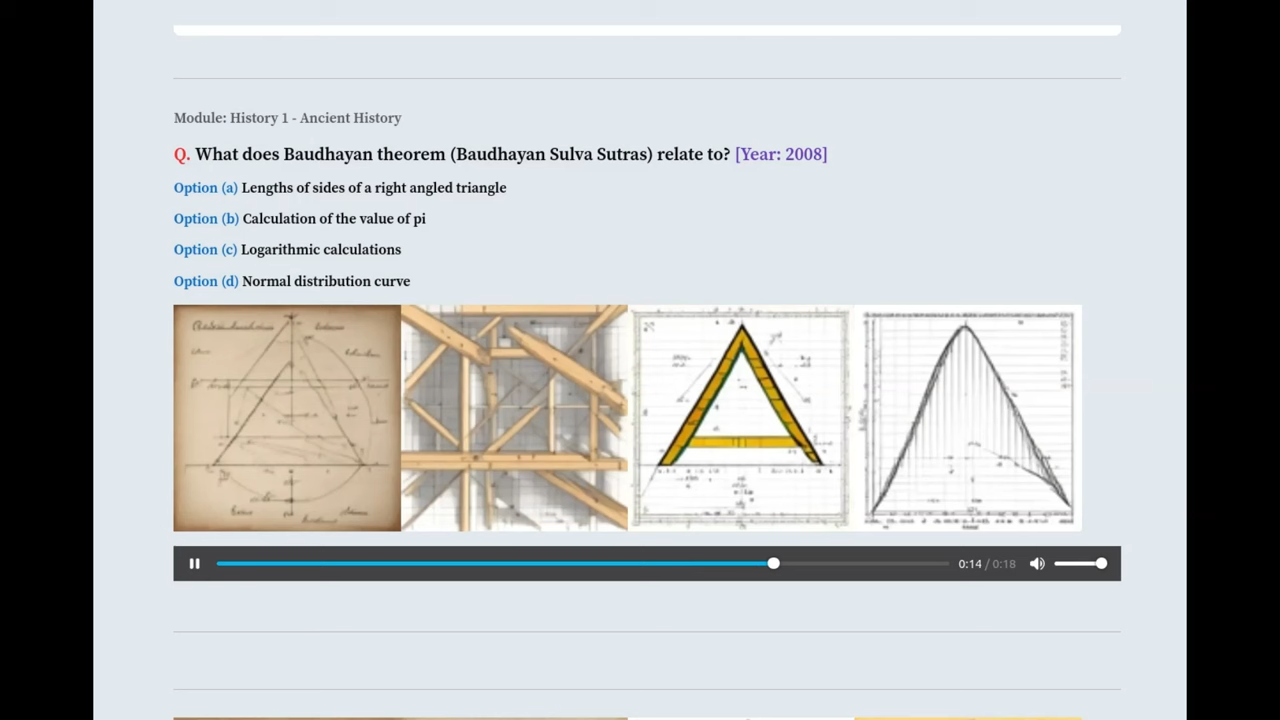 Module: History 1 - Ancient History
Q. What does Baudhayan theorem (Baudhayan Sulva Sutras) relate to? [Year: 2008]
Option (a) Lengths of sides of a right angled triangle
Option (b) Calculation of the value of pi
Option (c) Logarithmic calculations
Option (d) Normal distribution curve
0:14 / 0:18